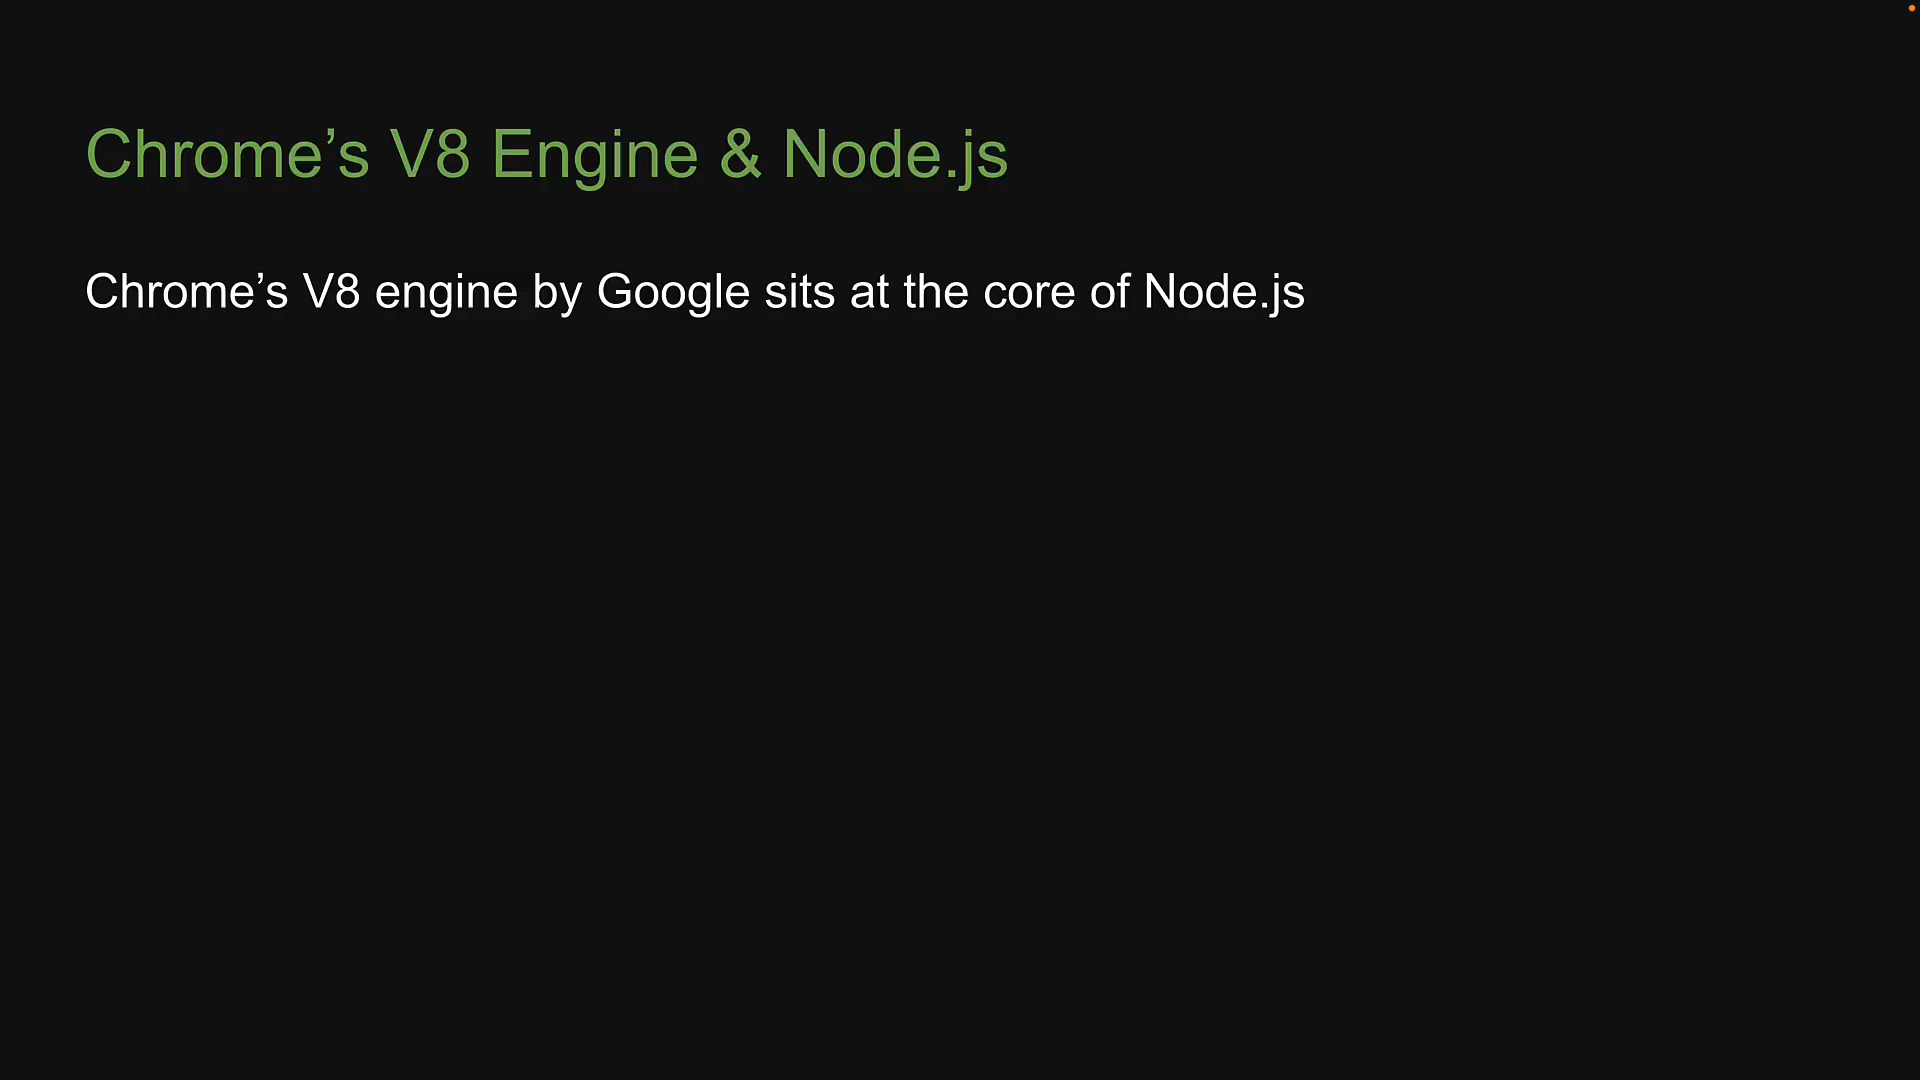 Chrome’s V8 Engine & Node.js
Chrome’s V8 engine by Google sits at the core of Node.js